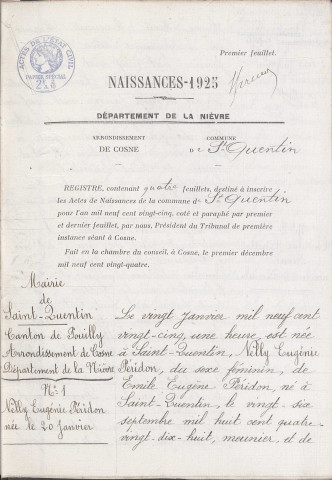 Premier feuillet.
ACTES DE L'ETAT CIVIL
PAPIER SPÉCIAL
NAISSANCES-1925
DÉPARTEMENT DE LA NIÈVRE
ARRONDISSEMENT
DE COSNE
COMMUNE
de St Quentin
REGISTRE, contenant quatre feuillets, destiné à inscrire
les Actes de Naissances de la commune de St Quentin
pour l'an mil neuf cent vingt-cinq, coté et paraphé par premier
et dernier feuillet, par nous, Président du Tribunal de première
instance séant à Cosne.
Fait en la chambre du conseil, à Cosne, le premier décembre
mil neuf cent vingt-quatre.
Mairie
de
Saint-Quentin
Canton de Pouilly
Arrondissement de Cosne
Département de la Nièvre
N° 1
Nelly Eugénie Péridon
née le 20 Janvier
Le vingt Janvier mil neuf cent
vingt-cinq, une heure, est née
à Saint-Quentin, Nelly Eugénie
Péridon, du sexe féminin, de
Emile Eugène Péridon, né à
Saint-Quentin, le vingt-six
septembre mil huit cent quatre-
vingt-dix-huit, meunier, et de